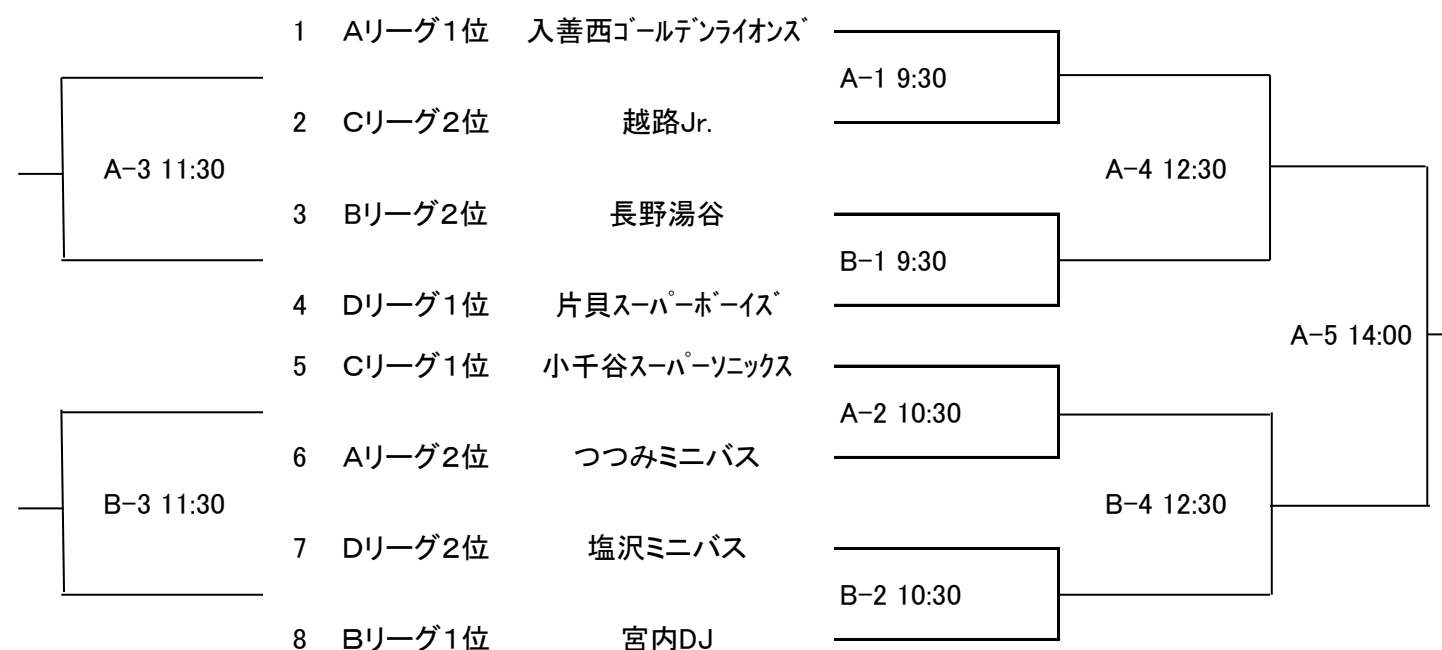 1 Aリーグ1位 入善西ｺﾞｰﾙﾃﾞﾝﾗｲｵﾝｽﾞ
A-1 9:30
2 Cリーグ2位 越路Jr.
A-3 11:30
A-4 12:30
3 Bリーグ2位 長野湯谷
B-1 9:30
4 Dリーグ1位 片貝ｽｰﾊﾟｰﾎﾞｰｲｽﾞ
A-5 14:00
5 Cリーグ1位 小千谷ｽｰﾊﾟｰｿﾆｯｸｽ
A-2 10:30
6 Aリーグ2位 つつみミニバス
B-3 11:30
B-4 12:30
7 Dリーグ2位 塩沢ミニバス
B-2 10:30
8 Bリーグ1位 宮内DJ